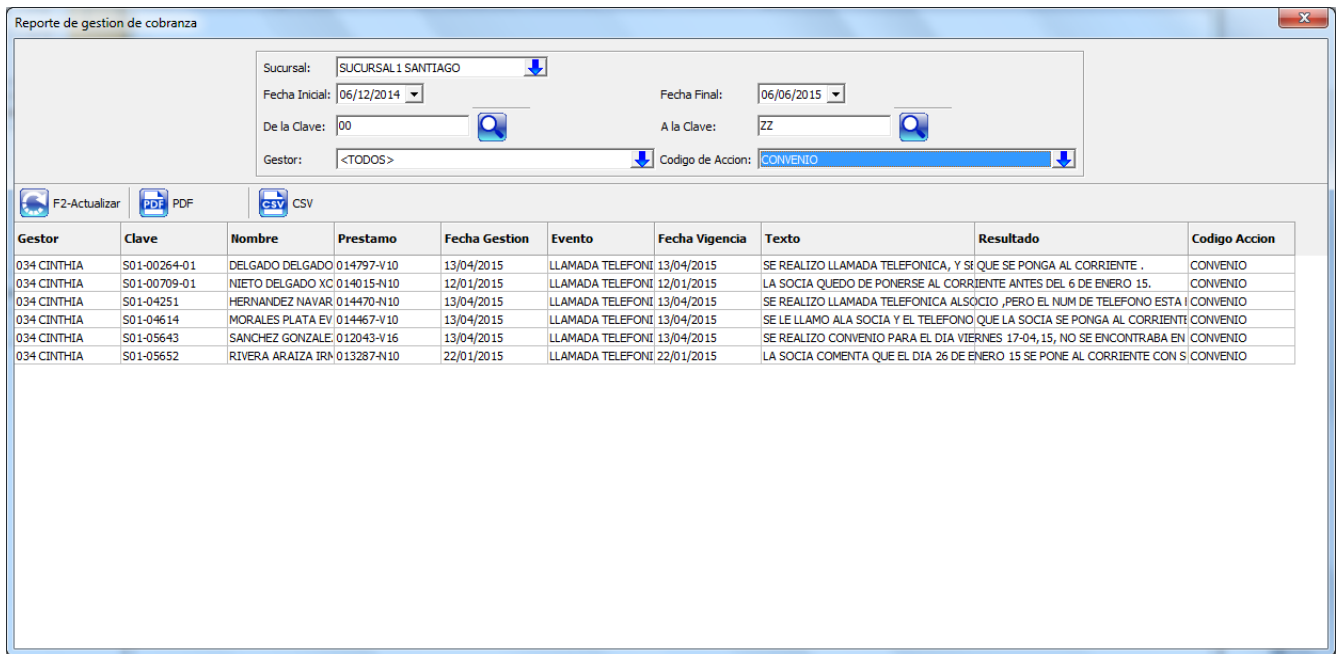 Reporte de gestion de cobranza
Sucursal: SUCURSAL 1 SANTIAGO
Fecha Inicial: 06/12/2014 Fecha Final: 06/06/2015
De la Clave: 00 A la Clave: ZZ
Gestor: <TODOS> Codigo de Accion: CONVENIO
F2-Actualizar PDF PDF CSV CSV
Gestor Clave Nombre Prestamo Fecha Gestion Evento Fecha Vigencia Texto Resultado Codigo Accion
034 CINTHIA S01-00264-01 DELGADO DELGADO 014797-V10 13/04/2015 LLAMADA TELEFONI 13/04/2015 SE REALIZO LLAMADA TELEFONICA, Y SE QUE SE PONGA AL CORRIENTE . CONVENIO
034 CINTHIA S01-00709-01 NIETO DELGADO XO 014015-N10 12/01/2015 LLAMADA TELEFONI 12/01/2015 LA SOCIA QUEDO DE PONERSE AL CORRIENTE ANTES DEL 6 DE ENERO 15. CONVENIO
034 CINTHIA S01-04251 HERNANDEZ NAVAR 014470-N10 13/04/2015 LLAMADA TELEFONI 13/04/2015 SE REALIZO LLAMADA TELEFONICA ALSOCIO ,PERO EL NUM DE TELEFONO ESTA CONVENIO
034 CINTHIA S01-04614 MORALES PLATA EV 014467-V10 13/04/2015 LLAMADA TELEFONI 13/04/2015 SE LE LLAMO ALA SOCIA Y EL TELEFONO QUE LA SOCIA SE PONGA AL CORRIENTE CONVENIO
034 CINTHIA S01-05643 SANCHEZ GONZALE 012043-V16 13/04/2015 LLAMADA TELEFONI 13/04/2015 SE REALIZO CONVENIO PARA EL DIA VIERNES 17-04,15, NO SE ENCONTRABA EN CONVENIO
034 CINTHIA S01-05652 RIVERA ARAIZA IRM 013287-N10 22/01/2015 LLAMADA TELEFONI 22/01/2015 LA SOCIA COMENTA QUE EL DIA 26 DE ENERO 15 SE PONE AL CORRIENTE CON S CONVENIO